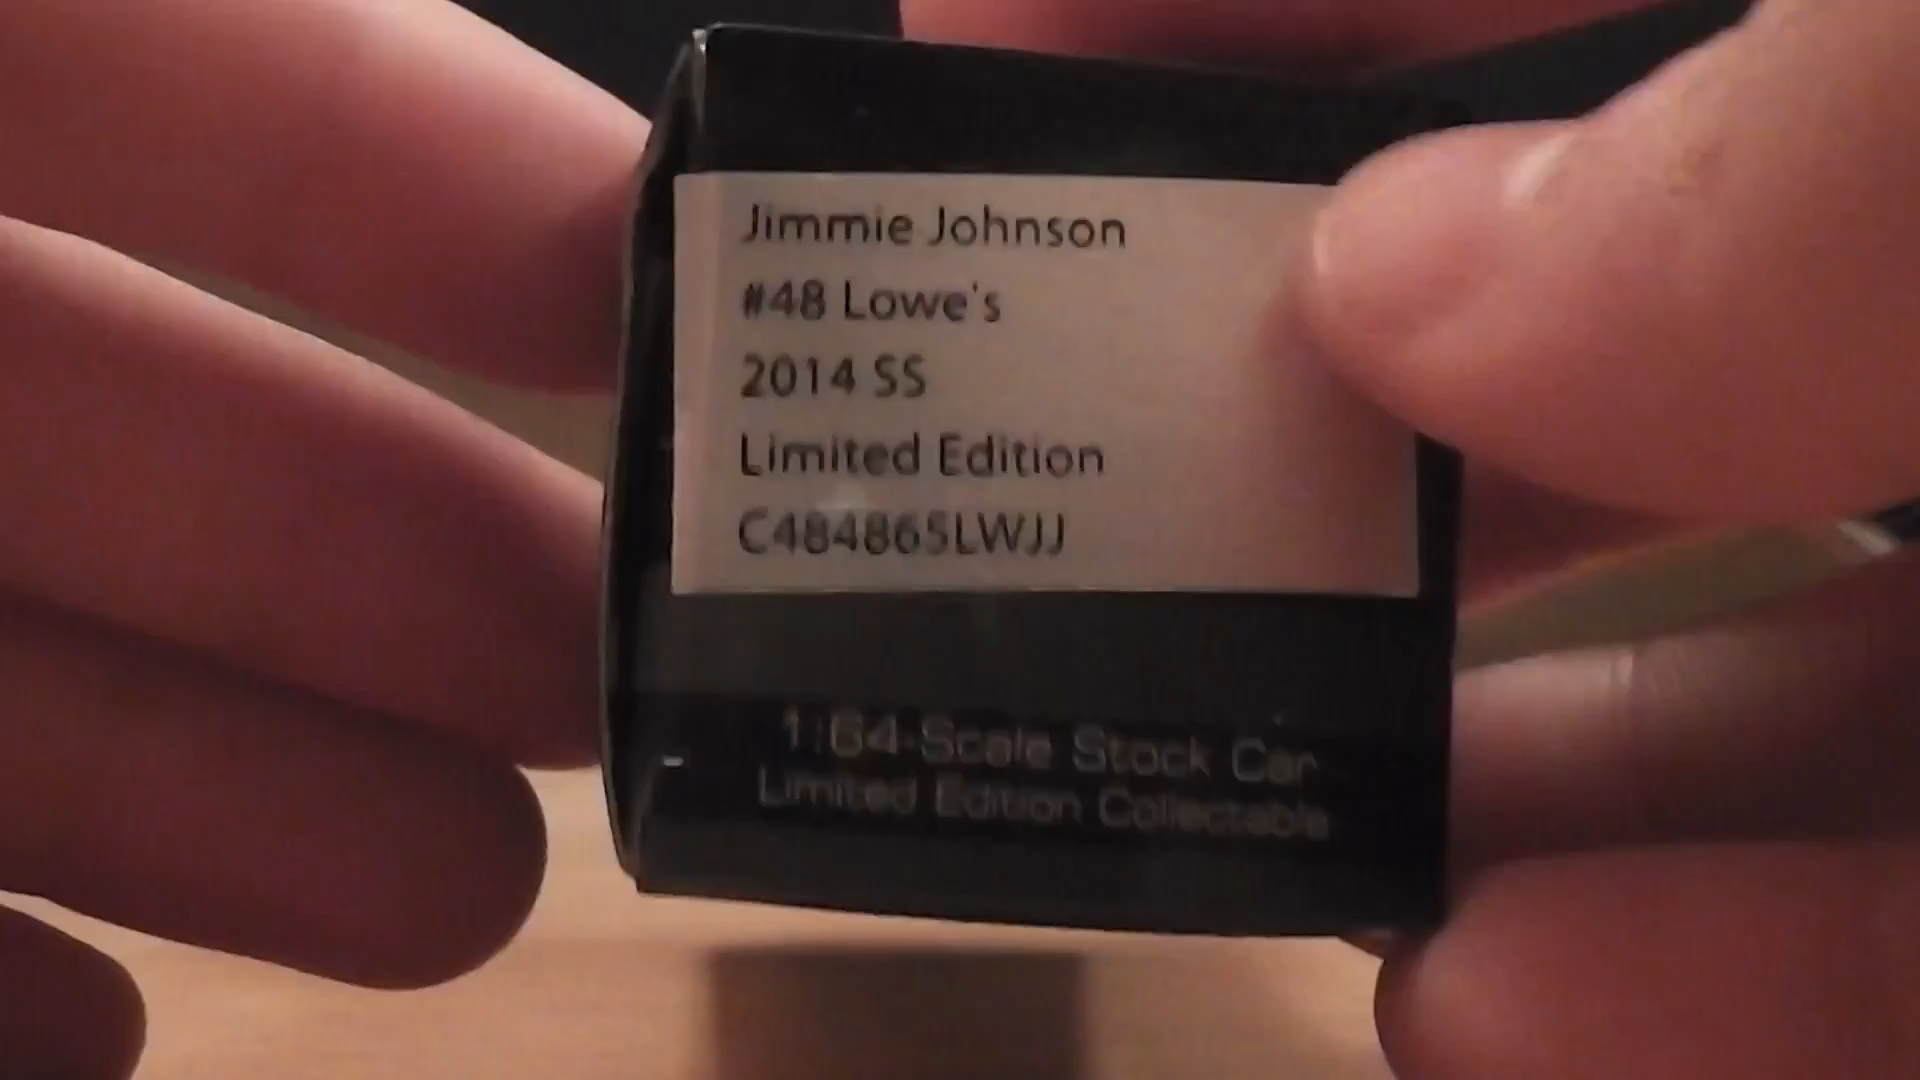 Jimmie Johnson
#48 Lowe's
2014 SS
Limited Edition
C484865LWJJ
1:64-Scale Stock Car
Limited Edition Collectable